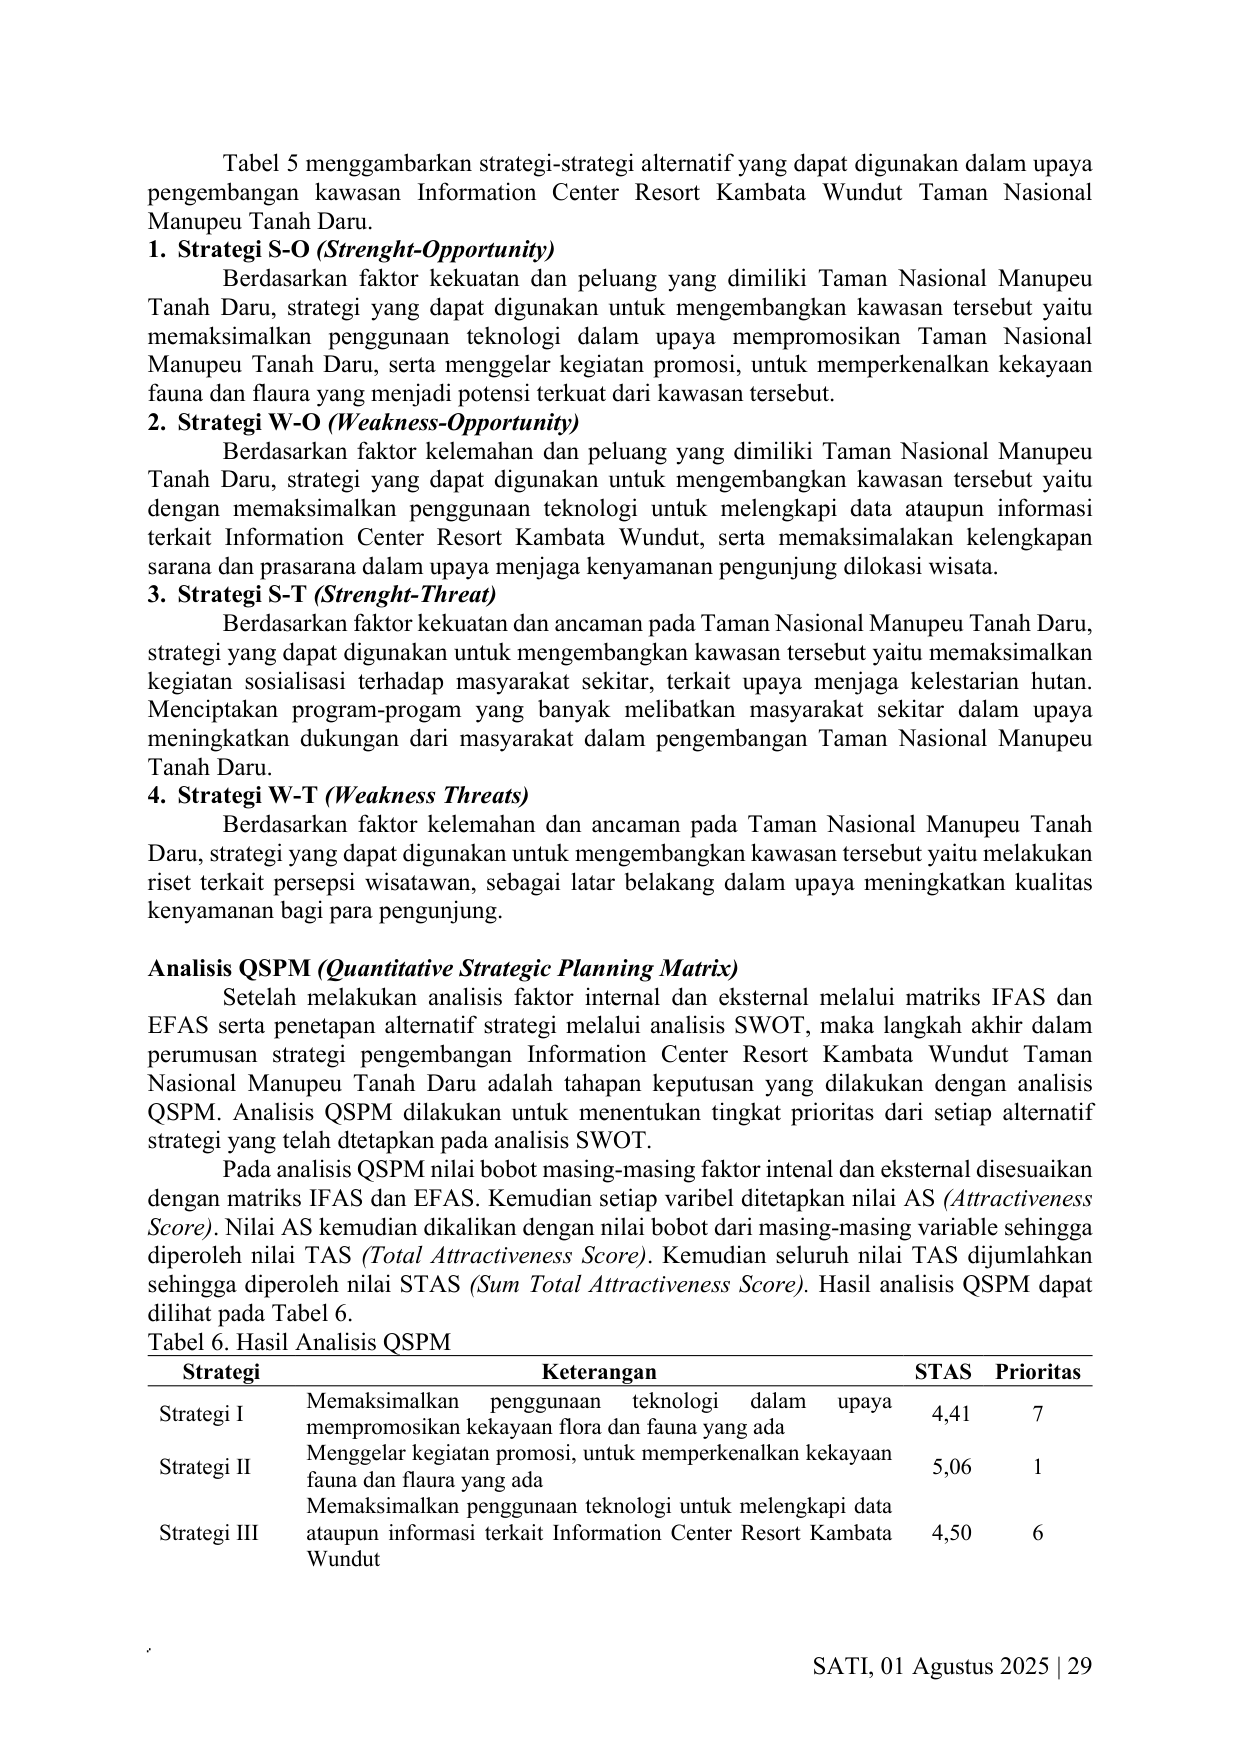 Tabel 5 menggambarkan strategi-strategi alternatif yang dapat digunakan dalam upaya
pengembangan kawasan Information Center Resort Kambata Wundut Taman Nasional
Manupeu Tanah Daru.
1. Strategi S-O (Strenght-Opportunity)
Berdasarkan faktor kekuatan dan peluang yang dimiliki Taman Nasional Manupeu
Tanah Daru, strategi yang dapat digunakan untuk mengembangkan kawasan tersebut yaitu
memaksimalkan penggunaan teknologi dalam upaya mempromosikan Taman Nasional
Manupeu Tanah Daru, serta menggelar kegiatan promosi, untuk memperkenalkan kekayaan
fauna dan flaura yang menjadi potensi terkuat dari kawasan tersebut.
2. Strategi W-O (Weakness-Opportunity)
Berdasarkan faktor kelemahan dan peluang yang dimiliki Taman Nasional Manupeu
Tanah Daru, strategi yang dapat digunakan untuk mengembangkan kawasan tersebut yaitu
dengan memaksimalkan penggunaan teknologi untuk melengkapi data ataupun informasi
terkait Information Center Resort Kambata Wundut, serta memaksimalakan kelengkapan
sarana dan prasarana dalam upaya menjaga kenyamanan pengunjung dilokasi wisata.
3. Strategi S-T (Strenght-Threat)
Berdasarkan faktor kekuatan dan ancaman pada Taman Nasional Manupeu Tanah Daru,
strategi yang dapat digunakan untuk mengembangkan kawasan tersebut yaitu memaksimalkan
kegiatan sosialisasi terhadap masyarakat sekitar, terkait upaya menjaga kelestarian hutan.
Menciptakan program-progam yang banyak melibatkan masyarakat sekitar dalam upaya
meningkatkan dukungan dari masyarakat dalam pengembangan Taman Nasional Manupeu
Tanah Daru.
4. Strategi W-T (Weakness Threats)
Berdasarkan faktor kelemahan dan ancaman pada Taman Nasional Manupeu Tanah
Daru, strategi yang dapat digunakan untuk mengembangkan kawasan tersebut yaitu melakukan
riset terkait persepsi wisatawan, sebagai latar belakang dalam upaya meningkatkan kualitas
kenyamanan bagi para pengunjung.
Analisis QSPM (Quantitative Strategic Planning Matrix)
Setelah melakukan analisis faktor internal dan eksternal melalui matriks IFAS dan
EFAS serta penetapan alternatif strategi melalui analisis SWOT, maka langkah akhir dalam
perumusan strategi pengembangan Information Center Resort Kambata Wundut Taman
Nasional Manupeu Tanah Daru adalah tahapan keputusan yang dilakukan dengan analisis
QSPM. Analisis QSPM dilakukan untuk menentukan tingkat prioritas dari setiap alternatif
strategi yang telah dtetapkan pada analisis SWOT.
Pada analisis QSPM nilai bobot masing-masing faktor intenal dan eksternal disesuaikan
dengan matriks IFAS dan EFAS. Kemudian setiap varibel ditetapkan nilai AS (Attractiveness
Score). Nilai AS kemudian dikalikan dengan nilai bobot dari masing-masing variable sehingga
diperoleh nilai TAS (Total Attractiveness Score). Kemudian seluruh nilai TAS dijumlahkan
sehingga diperoleh nilai STAS (Sum Total Attractiveness Score). Hasil analisis QSPM dapat
dilihat pada Tabel 6.
Tabel 6. Hasil Analisis QSPM
Strategi Keterangan STAS Prioritas
Strategi I Memaksimalkan penggunaan teknologi dalam upaya
mempromosikan kekayaan flora dan fauna yang ada 4,41 7
Strategi II Menggelar kegiatan promosi, untuk memperkenalkan kekayaan
fauna dan flaura yang ada 5,06 1
Memaksimalkan penggunaan teknologi untuk melengkapi data
Strategi III ataupun informasi terkait Information Center Resort Kambata 4,50 6
Wundut
SATI, 01 Agustus 2025 | 29